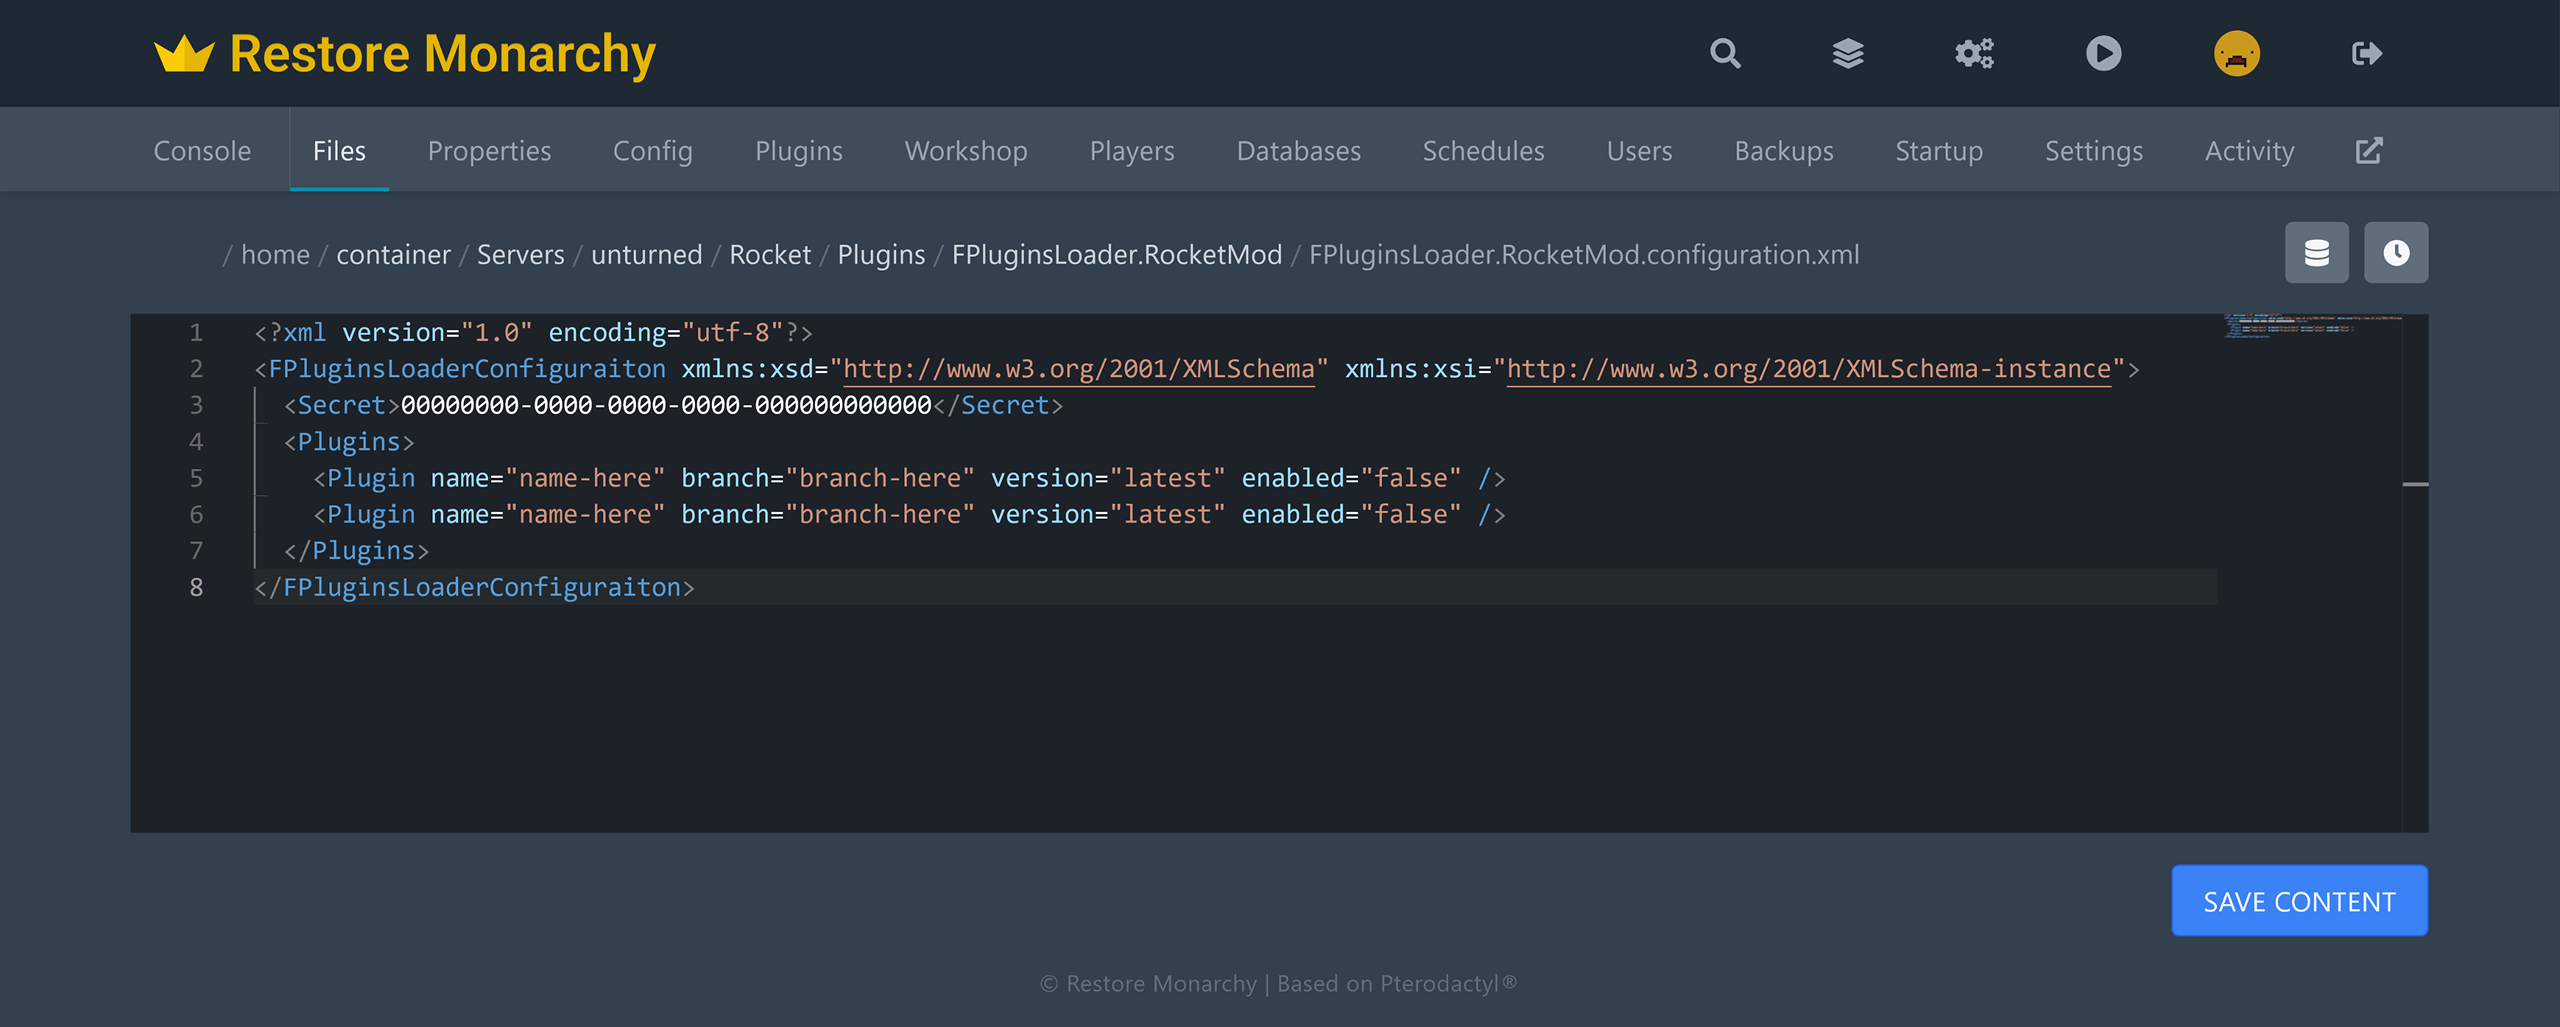 Restore Monarchy
Console Files Properties Config Plugins Workshop Players Databases Schedules Users Backups Startup Settings Activity
/ home / container / Servers / unturned / Rocket / Plugins / FPluginsLoader.RocketMod / FPluginsLoader.RocketMod.configuration.xml
1 <?xml version="1.0" encoding="utf-8"?>
2 <FPluginsLoaderConfiguraiton xmlns:xsd="http://www.w3.org/2001/XMLSchema" xmlns:xsi="http://www.w3.org/2001/XMLSchema-instance">
3 <Secret>00000000-0000-0000-0000-000000000000</Secret>
4 <Plugins>
5 <Plugin name="name-here" branch="branch-here" version="latest" enabled="false" />
6 <Plugin name="name-here" branch="branch-here" version="latest" enabled="false" />
7 </Plugins>
8 </FPluginsLoaderConfiguraiton>
SAVE CONTENT
© Restore Monarchy | Based on Pterodactyl®